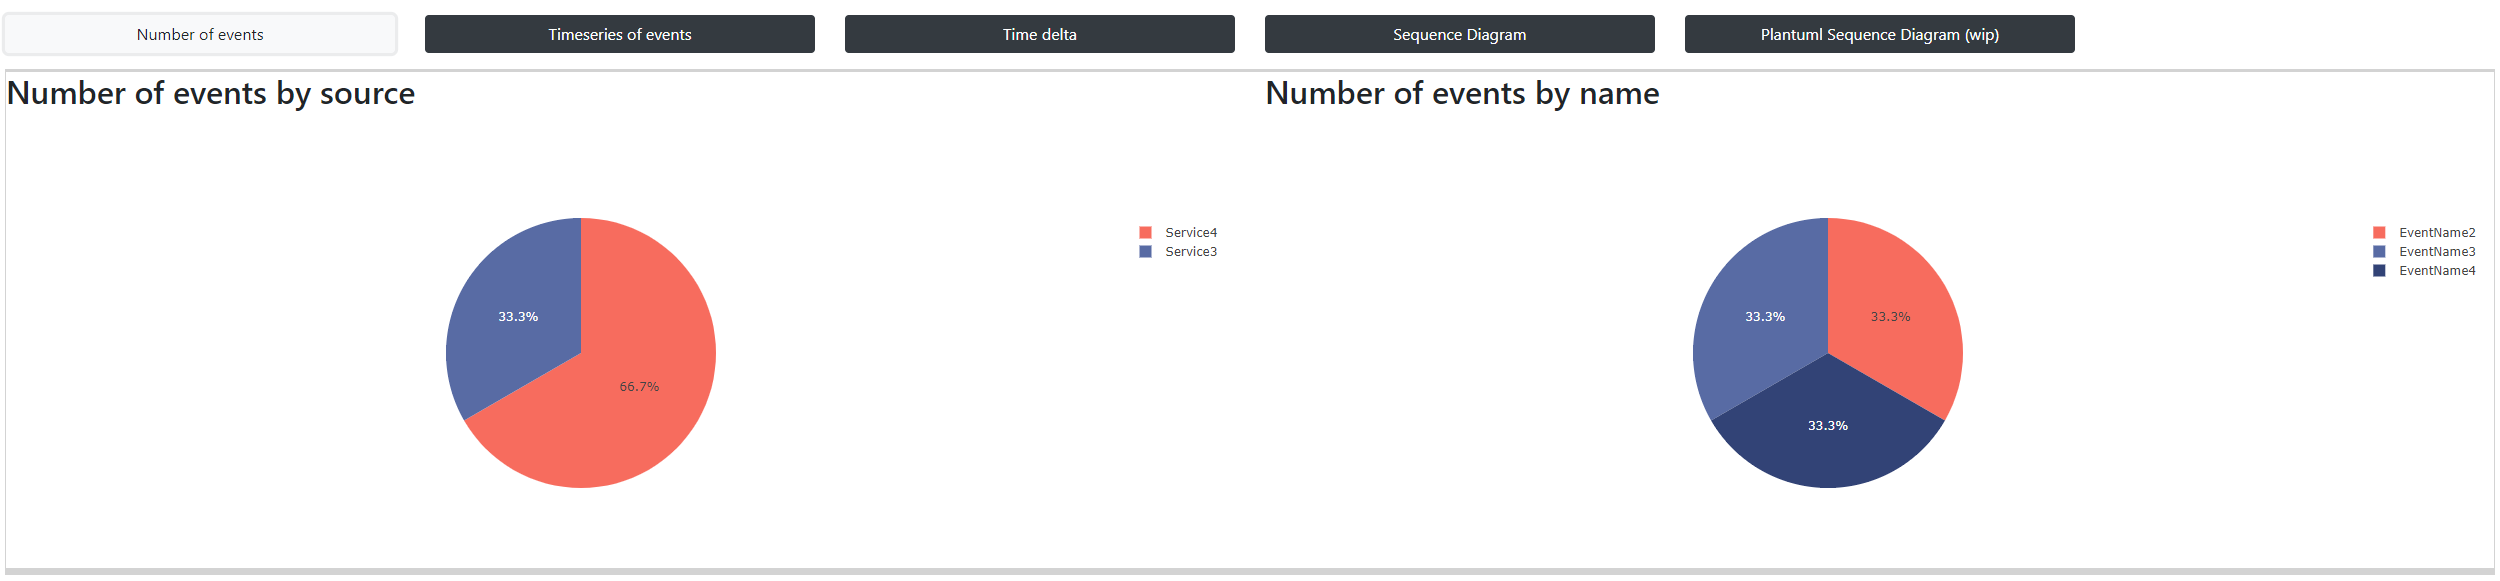 Number of events
Timeseries of events
Time delta
Sequence Diagram
Plantuml Sequence Diagram (wip)
Number of events by source
33.3%
66.7%
Service4
Service3
Number of events by name
33.3%
33.3%
33.3%
EventName2
EventName3
EventName4